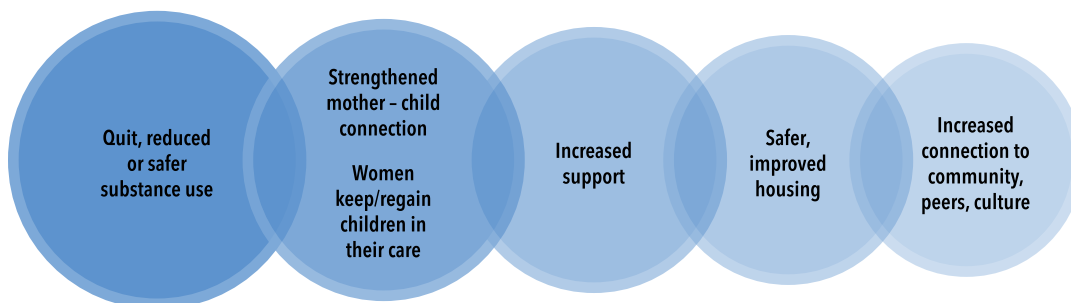 Quit, reduced
or safer
substance use
Strengthened
mother – child
connection
Women
keep/regain
children in
their care
Increased
support
Safer,
improved
housing
Increased
connection to
community,
peers, culture